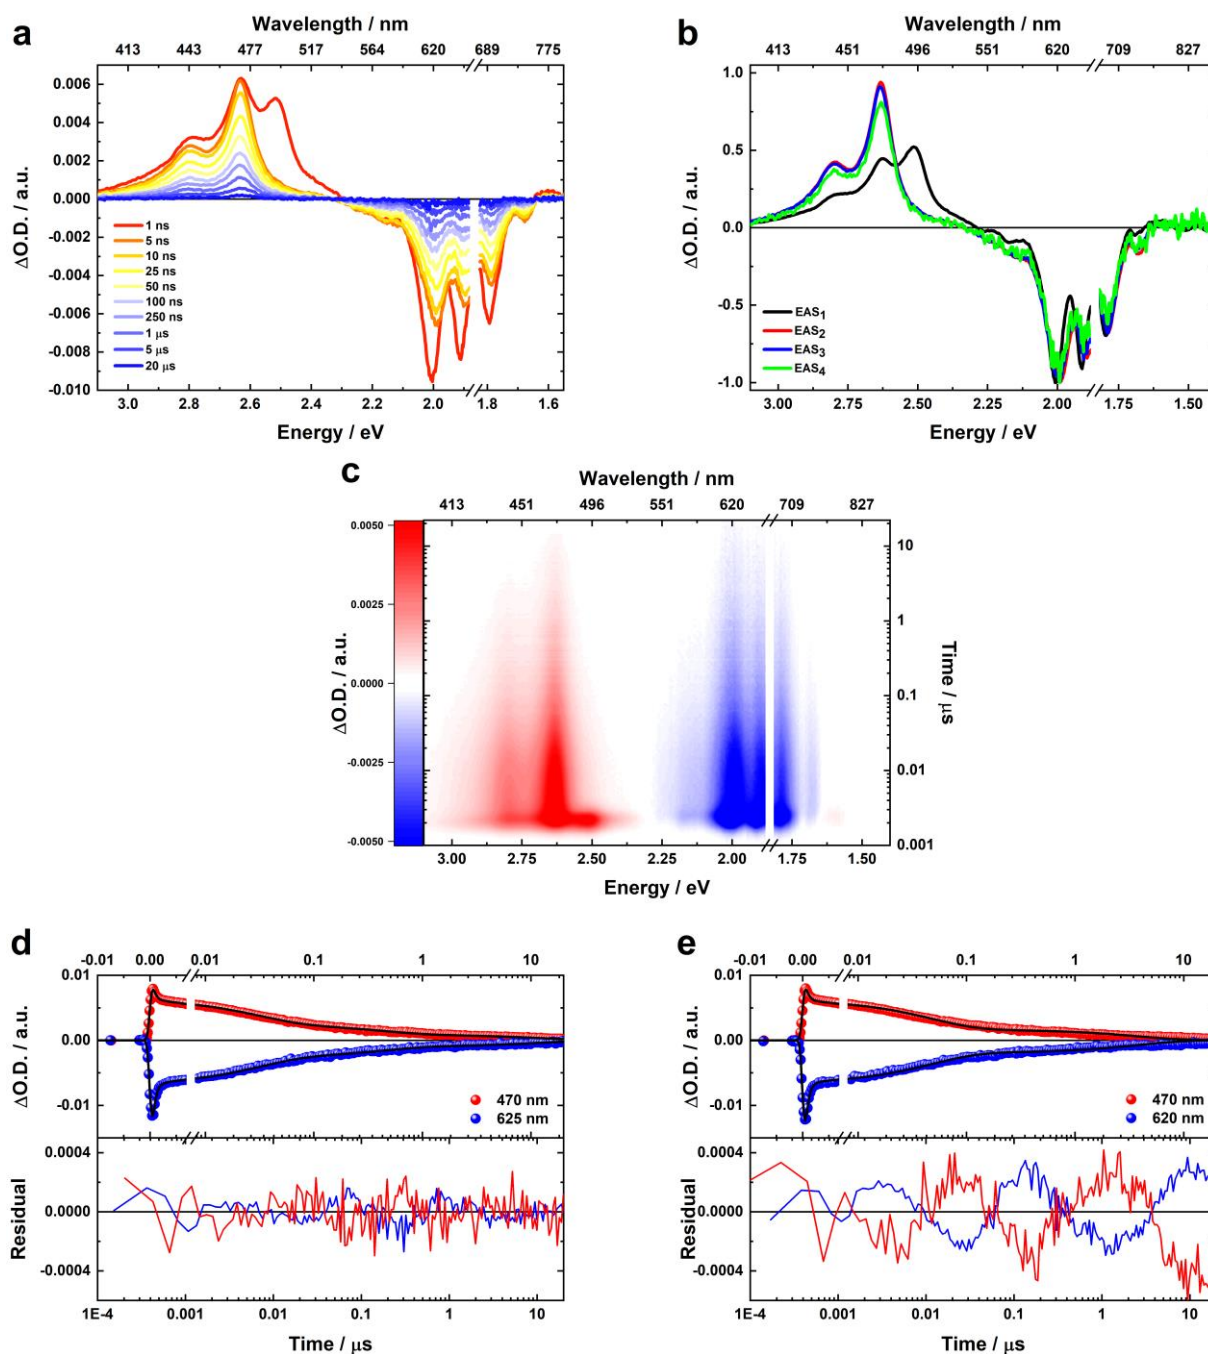 a
Wavelength / nm
413 443 477 517 564 620 689 775
0.006
0.004
0.002
0.000
-0.002
-0.004
-0.006
-0.008
-0.010
ΔO.D. / a.u.
1 ns
5 ns
10 ns
25 ns
50 ns
100 ns
250 ns
1 μs
5 μs
20 μs
3.0 2.8 2.6 2.4 2.2 2.0 1.8 1.6
Energy / eV
b
Wavelength / nm
413 451 496 551 620 709 827
1.0
0.5
0.0
-0.5
-1.0
ΔO.D. / a.u.
EAS1
EAS2
EAS3
EAS4
3.00 2.75 2.50 2.25 2.00 1.75 1.50
Energy / eV
c
Wavelength / nm
413 451 496 551 620 709 827
0.0050
0.0025
0.0000
-0.0025
-0.0050
ΔO.D. / a.u.
10
1
0.1
0.01
0.001
Time / μs
3.00 2.75 2.50 2.25 2.00 1.75 1.50
Energy / eV
d
-0.01 0.00 0.01 0.1 1 10
0.01
0.00
-0.01
ΔO.D. / a.u.
470 nm
625 nm
0.0004
0.0000
-0.0004
Residual
1E-4 0.001 0.01 0.1 1 10
Time / μs
e
-0.01 0.00 0.01 0.1 1 10
0.01
0.00
-0.01
ΔO.D. / a.u.
470 nm
620 nm
0.0004
0.0000
-0.0004
Residual
1E-4 0.001 0.01 0.1 1 10
Time / μs